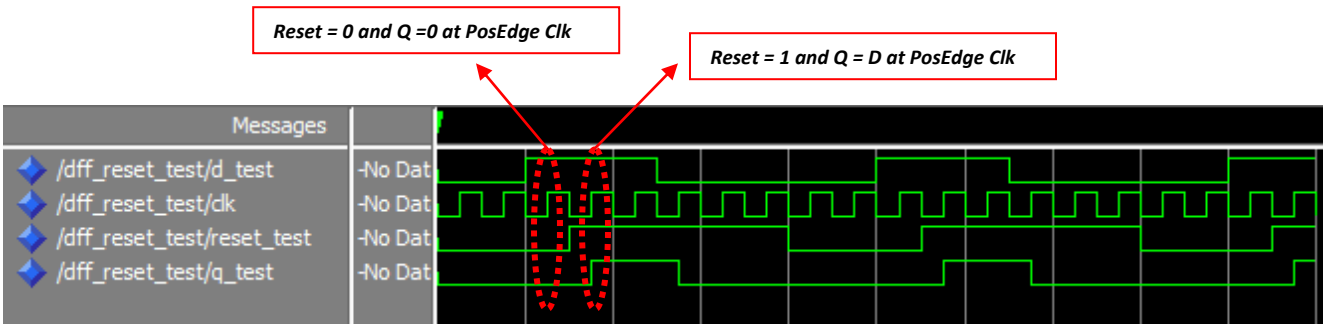 Reset = 0 and Q =0 at PosEdge Clk
Reset = 1 and Q = D at PosEdge Clk
Messages
/dff_reset_test/d_test -No Dat
/dff_reset_test/clk -No Dat
/dff_reset_test/reset_test -No Dat
/dff_reset_test/q_test -No Dat